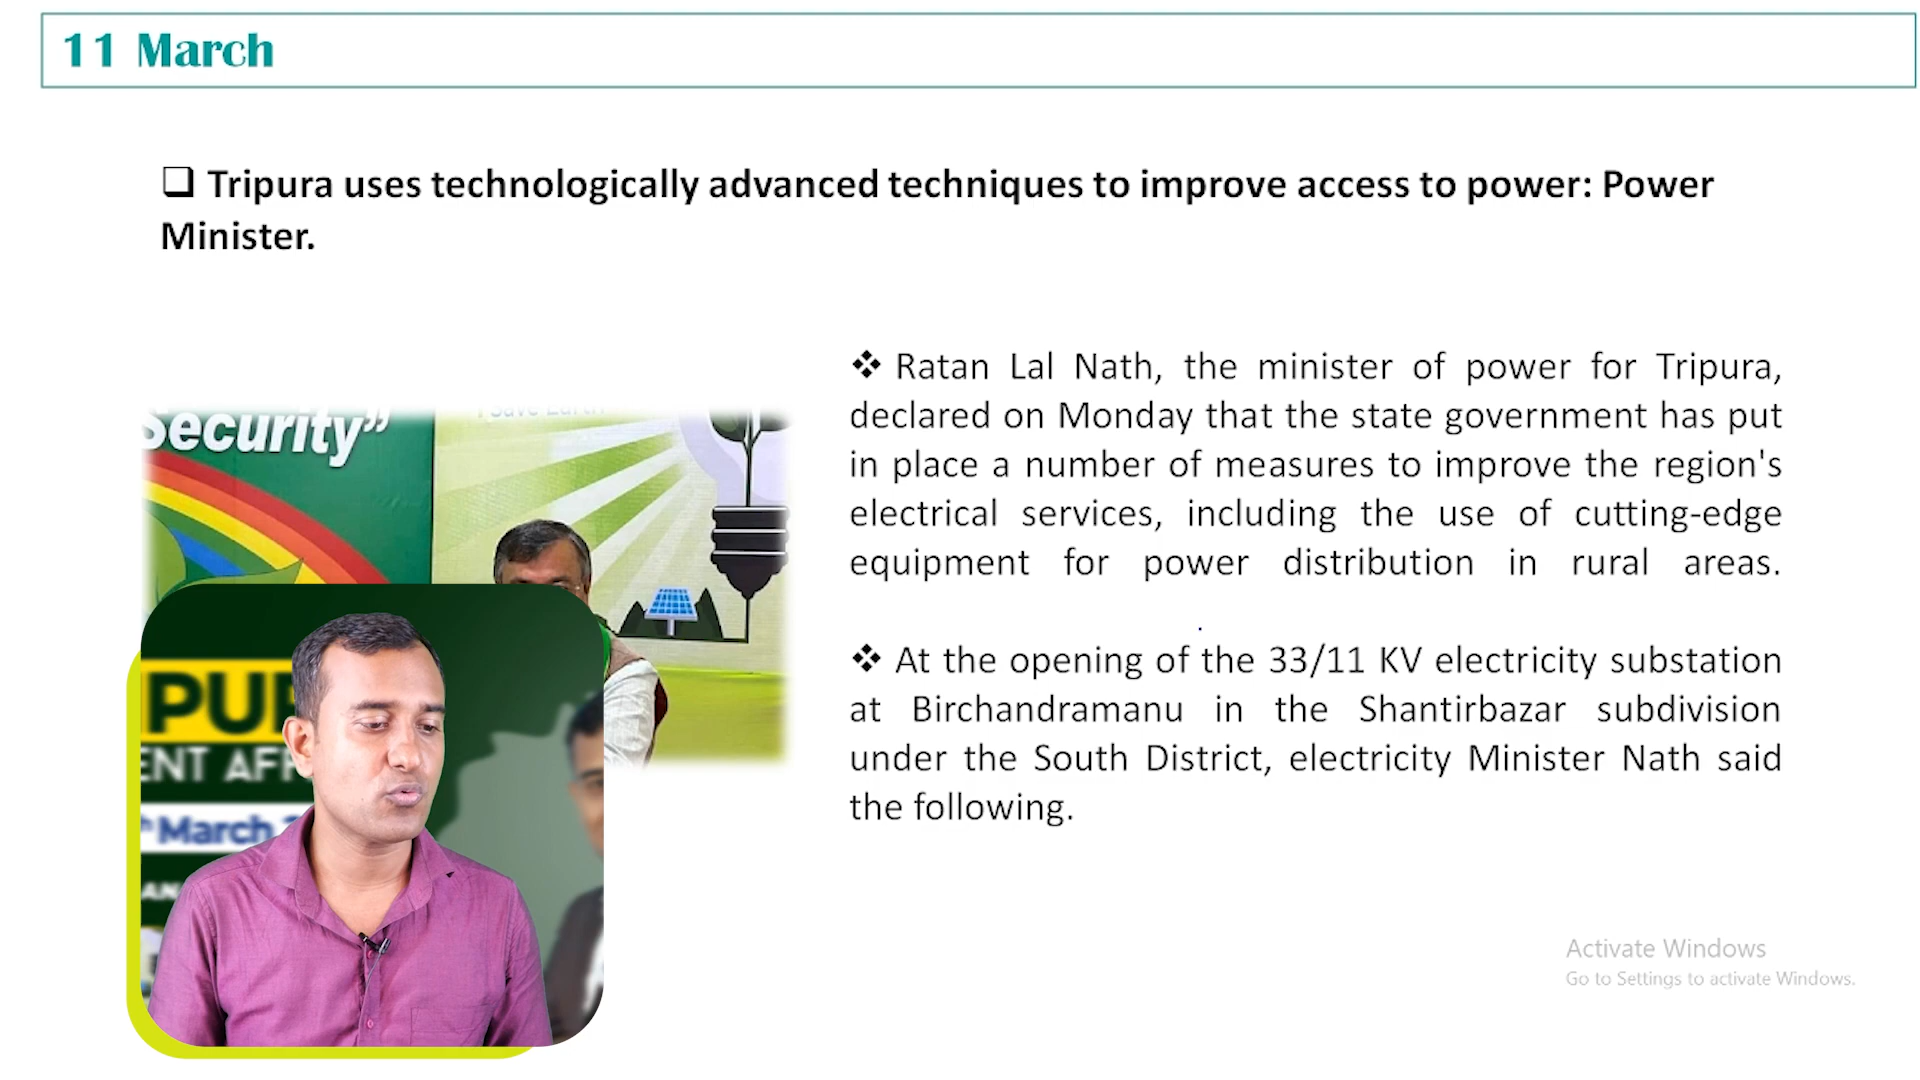 11 March
❑ Tripura uses technologically advanced techniques to improve access to power: Power
Minister.
❖ Ratan Lal Nath, the minister of power for Tripura,
declared on Monday that the state government has put
in place a number of measures to improve the region's
electrical services, including the use of cutting-edge
equipment for power distribution in rural areas.
❖ At the opening of the 33/11 KV electricity substation
at Birchandramanu in the Shantirbazar subdivision
under the South District, electricity Minister Nath said
the following.
Security”
Save Earth
PUR
ENT AFF
March
Activate Windows
Go to Settings to activate Windows.